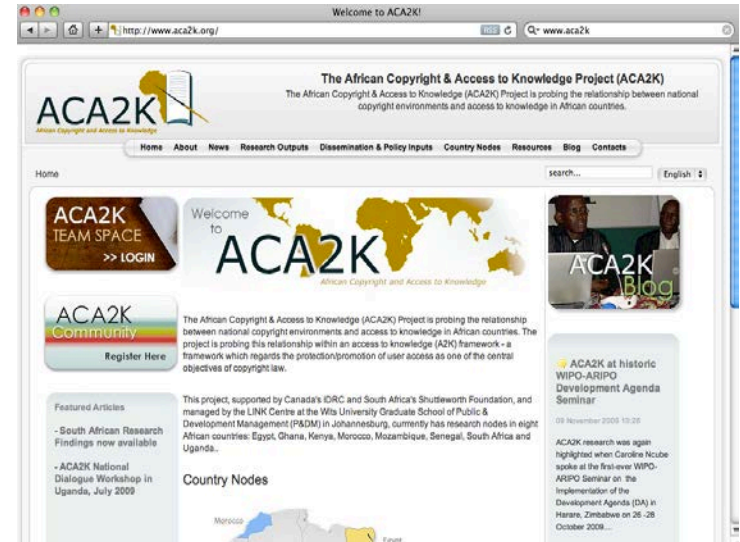 Welcome to ACA2K!
http://www.aca2k.org/
RSS
www.aca2k
ACA2K
African Copyright and Access to Knowledge
The African Copyright & Access to Knowledge Project (ACA2K)
The African Copyright & Access to Knowledge (ACA2K) Project is probing the relationship between national
copyright environments and access to knowledge in African countries.
Home About News Research Outputs Dissemination & Policy Inputs Country Nodes Resources Blog Contacts
Home
search...
English
ACA2K
TEAM SPACE
>> LOGIN
ACA2K
Community
Register Here
Featured Articles
- South African Research
Findings now available
- ACA2K National
Dialogue Workshop in
Uganda, July 2009
Welcome
to
ACA2K
African Copyright and Access to Knowledge
The African Copyright & Access to Knowledge (ACA2K) Project is probing the relationship
between national copyright environments and access to knowledge in African countries. The
project is probing this relationship within an access to knowledge (A2K) framework - a
framework which regards the protection/promotion of user access as one of the central
objectives of copyright law.
This project, supported by Canada's IDRC and South Africa's Shuttleworth Foundation, and
managed by the LINK Centre at the Wits University Graduate School of Public &
Development Management (P&DM) in Johannesburg, currently has research nodes in eight
African countries: Egypt, Ghana, Kenya, Morocco, Mozambique, Senegal, South Africa and
Uganda..
Country Nodes
Morocco
Egypt
ACA2K
Blog
ACA2K at historic
WIPO-ARIPO
Development Agenda
Seminar
09 November 2009 10:26
ACA2K research was again
highlighted when Caroline Ncube
spoke at the first-ever WIPO-
ARIPO Seminar on the
Implementation of the
Development Agenda (DA) in
Harare, Zimbabwe on 26 -28
October 2009....